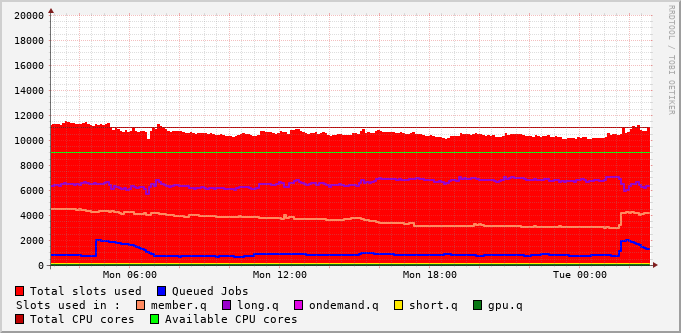 20000
18000
16000
14000
12000
10000
8000
6000
4000
2000
0
Mon 06:00 Mon 12:00 Mon 18:00 Tue 00:00
Total slots used Queued Jobs
Slots used in : member.q long.q ondemand.q short.q gpu.q
Total CPU cores Available CPU cores
RRDTOOL / TOBI OETIKER